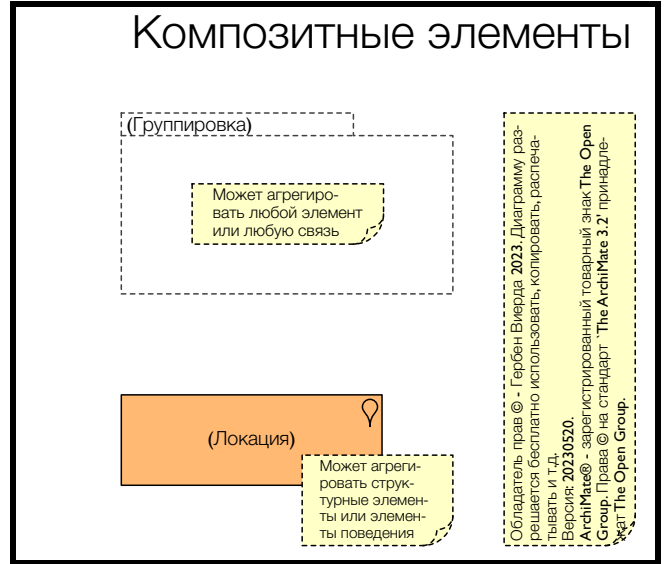 Композитные элементы
(Группировка)
Может агрегиро-
вать любой элемент
или любую связь
(Локация)
Может агреги-
ровать струк-
турные элемен-
ты или элемен-
ты поведения
Обладатель прав © - Гербен Виерда 2023. Диаграмму раз-
решается бесплатно использовать, копировать, распеча-
тывать и т.д.
Версия: 20230520.
ArchiMate® - зарегистрированный товарный знак The Open
Group. Права © на стандарт `The ArchiMate 3.2' принадле-
жат The Open Group.